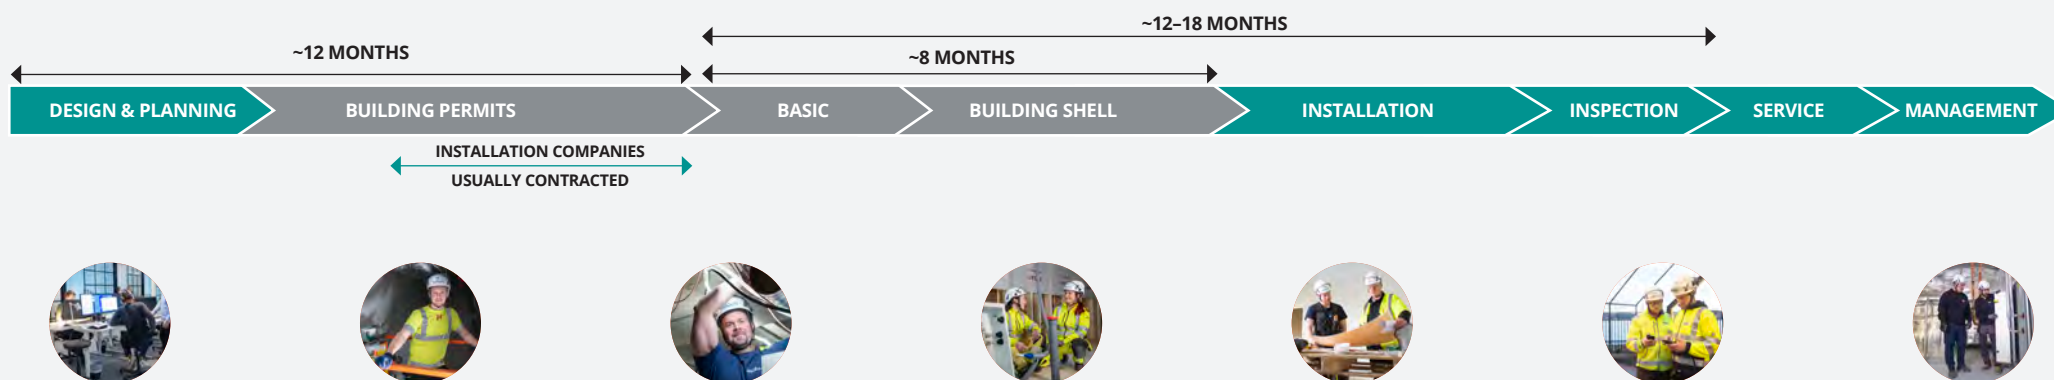 ~12–18 MONTHS
~12 MONTHS
~8 MONTHS
DESIGN & PLANNING
BUILDING PERMITS
BASIC
BUILDING SHELL
INSTALLATION
INSPECTION
SERVICE
MANAGEMENT
INSTALLATION COMPANIES
USUALLY CONTRACTED